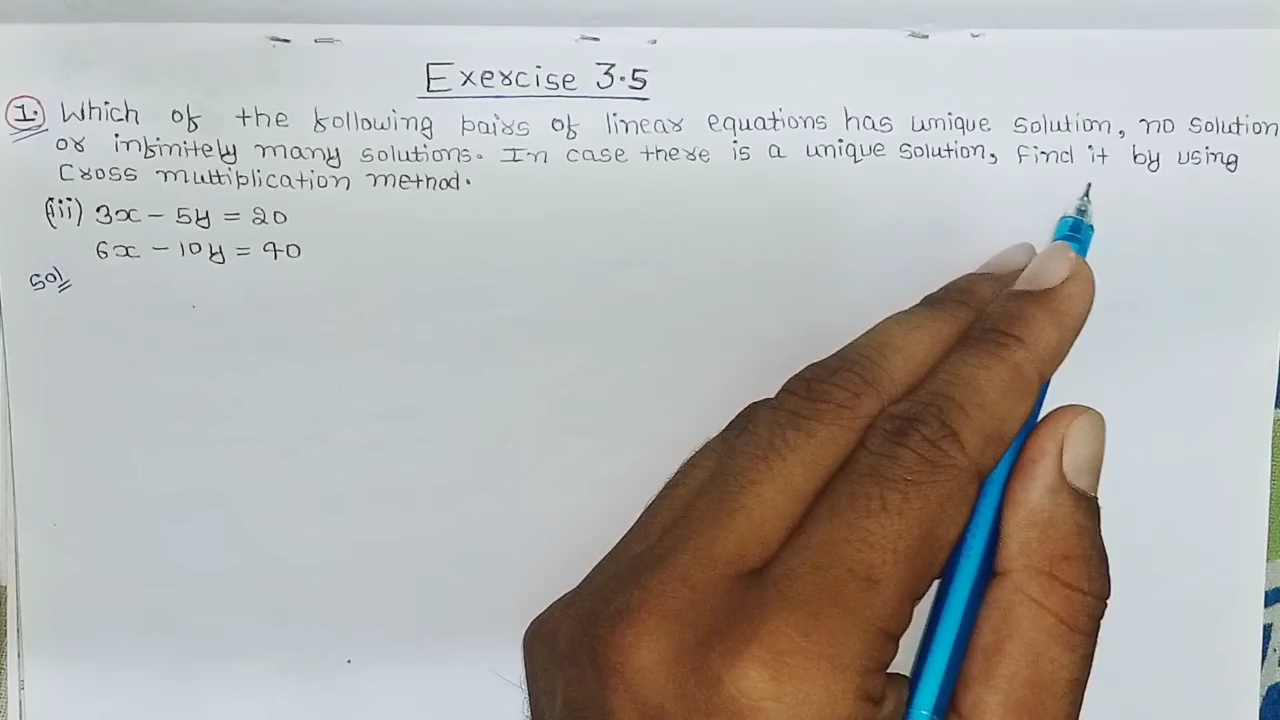 Exercise 3.5
1. Which of the following pairs of linear equations has unique solution, no solution
or infinitely many solutions. In case there is a unique solution, find it by using
Cross multiplication method.
(iii) 3x - 5y = 20
6x - 10y = 40
Sol